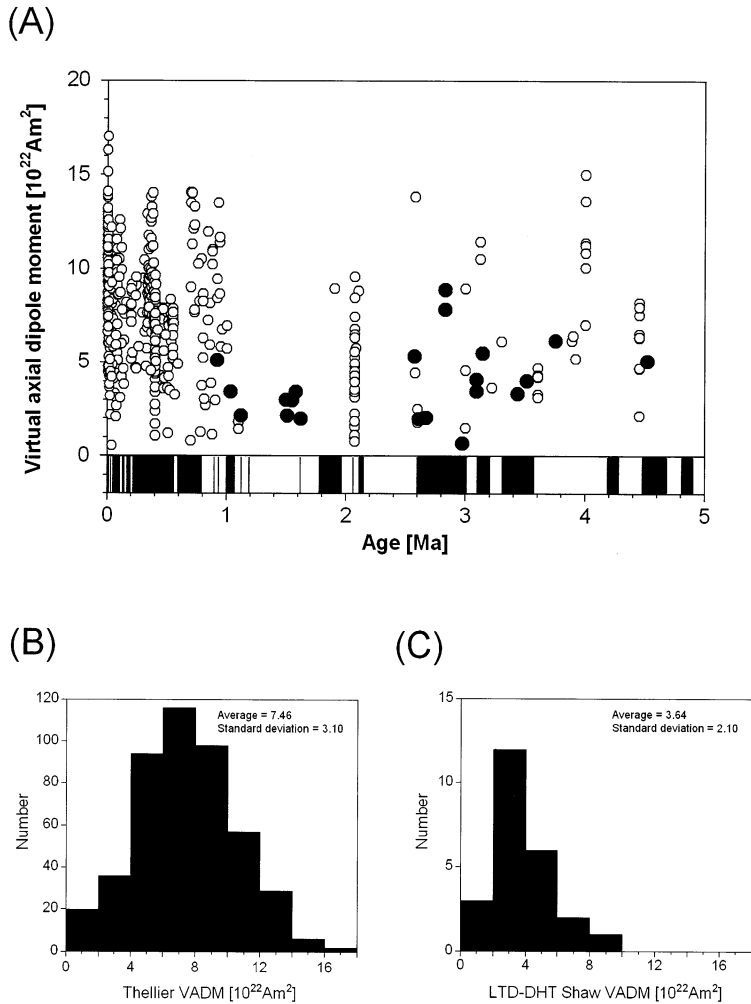 (A)
Virtual axial dipole moment [10²²Am²]
20
15
10
5
0
0 1 2 3 4 5
Age [Ma]
(B)
Number
120
100
80
60
40
20
0
Average = 7.46
Standard deviation = 3.10
0 4 8 12 16
Thellier VADM [10²²Am²]
(C)
Number
15
10
5
0
Average = 3.64
Standard deviation = 2.10
0 4 8 12 16
LTD-DHT Shaw VADM [10²²Am²]